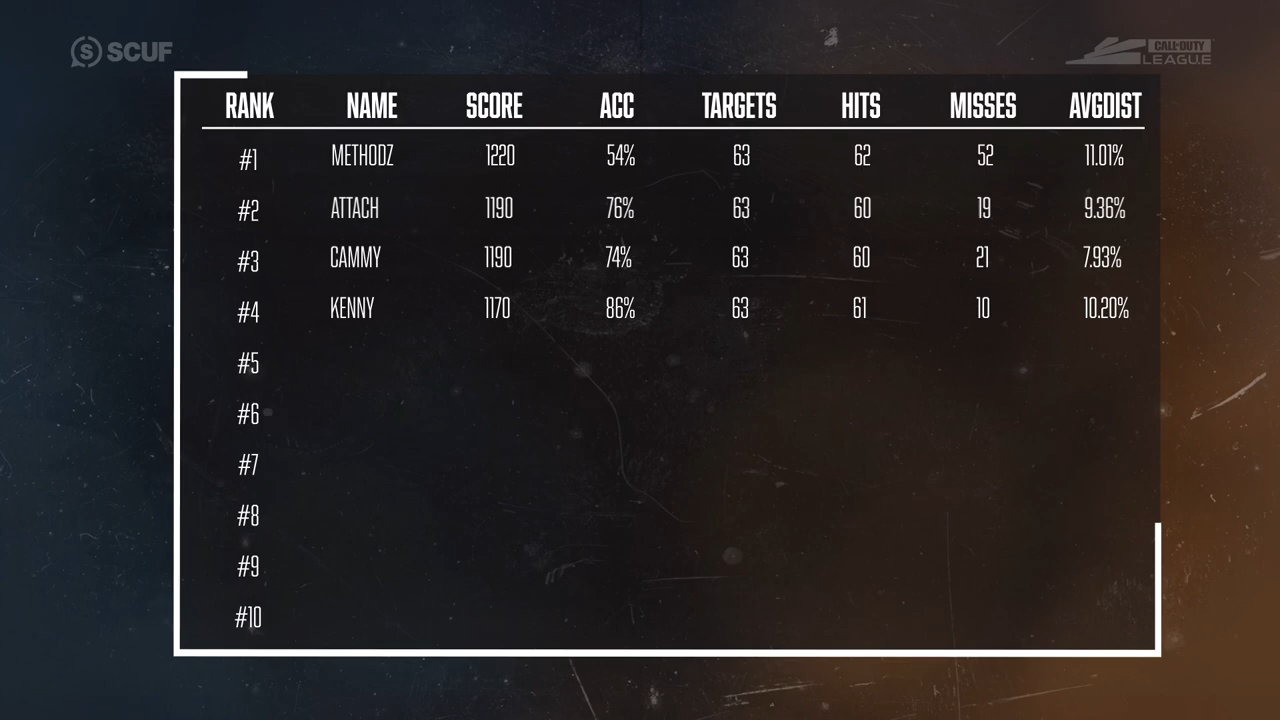 SCUF
CALL OF DUTY
LEAGUE
RANK NAME SCORE ACC TARGETS HITS MISSES AVGDIST
#1 METHODZ 1220 54% 63 62 52 11.01%
#2 ATTACH 1190 76% 63 60 19 9.36%
#3 CAMMY 1190 74% 63 60 21 7.93%
#4 KENNY 1170 86% 63 61 10 10.20%
#5
#6
#7
#8
#9
#10